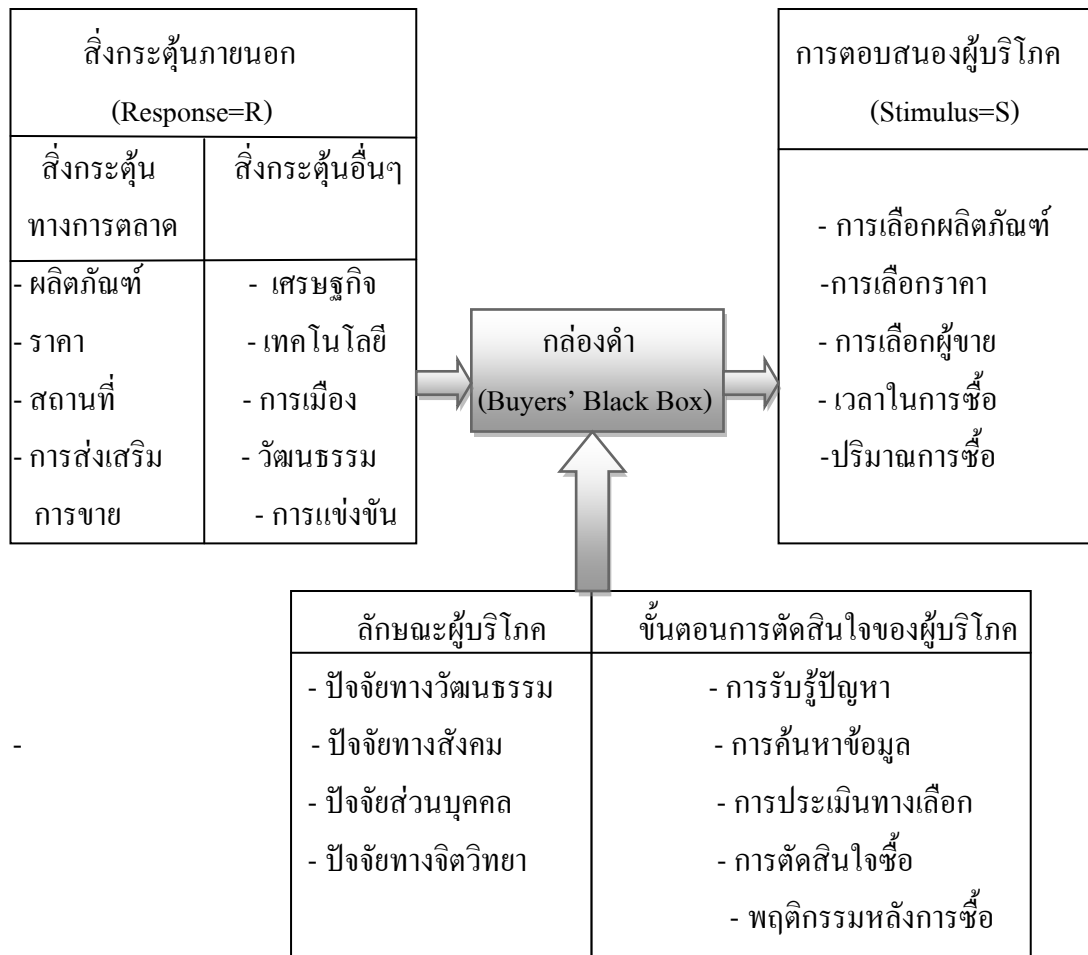 สิ่งกระตุ้นภายนอก
(Response=R)
สิ่งกระตุ้น
ทางการตลาด
สิ่งกระตุ้นอื่นๆ
- ผลิตภัณฑ์
- ราคา
- สถานที่
- การส่งเสริม
การขาย
- เศรษฐกิจ
- เทคโนโลยี
- การเมือง
- วัฒนธรรม
- การแข่งขัน
กล่องดำ
(Buyers' Black Box)
การตอบสนองผู้บริโภค
(Stimulus=S)
- การเลือกผลิตภัณฑ์
-การเลือกราคา
- การเลือกผู้ขาย
- เวลาในการซื้อ
-ปริมาณการซื้อ
ลักษณะผู้บริโภค
- ปัจจัยทางวัฒนธรรม
- ปัจจัยทางสังคม
- ปัจจัยส่วนบุคคล
- ปัจจัยทางจิตวิทยา
ขั้นตอนการตัดสินใจของผู้บริโภค
- การรับรู้ปัญหา
- การค้นหาข้อมูล
- การประเมินทางเลือก
- การตัดสินใจซื้อ
- พฤติกรรมหลังการซื้อ
-